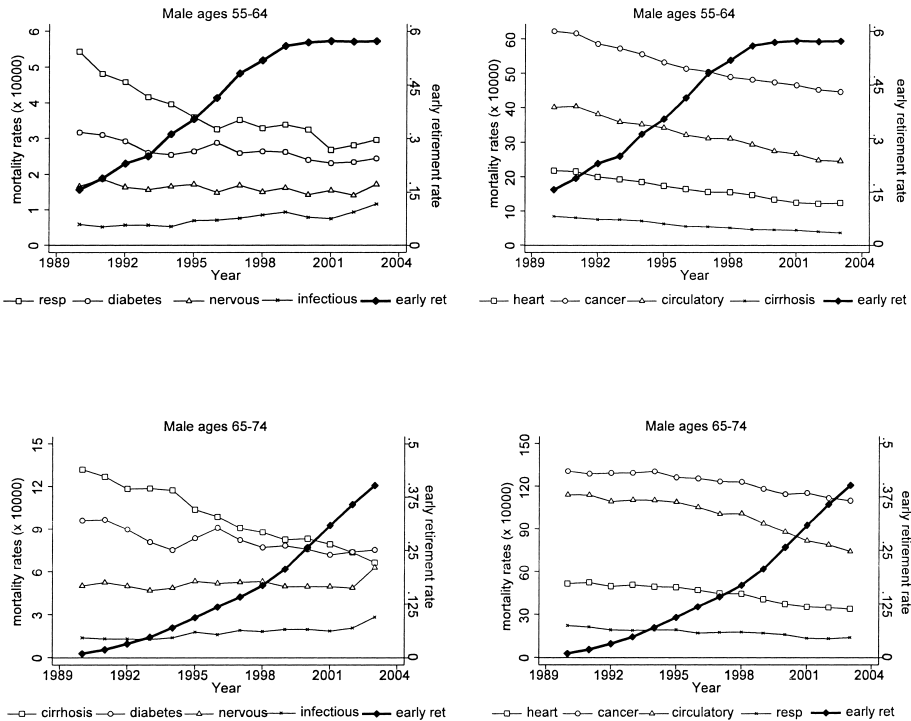 Male ages 55-64
mortality rates (x 10000)
6
5
4
3
2
1
0
.6
.45
.3
.15
0
early retirement rate
1989 1992 1995 1998 2001 2004
Year
resp diabetes nervous infectious early ret
Male ages 55-64
mortality rates (x 10000)
60
50
40
30
20
10
0
.6
.45
.3
.15
0
early retirement rate
1989 1992 1995 1998 2001 2004
Year
heart cancer circulatory cirrhosis early ret
Male ages 65-74
mortality rates (x 10000)
15
12
9
6
3
0
.5
.375
.25
.125
0
early retirement rate
1989 1992 1995 1998 2001 2004
Year
cirrhosis diabetes nervous infectious early ret
Male ages 65-74
mortality rates (x 10000)
150
120
90
60
30
0
.5
.375
.25
.125
0
early retirement rate
1989 1992 1995 1998 2001 2004
Year
heart cancer circulatory resp early ret